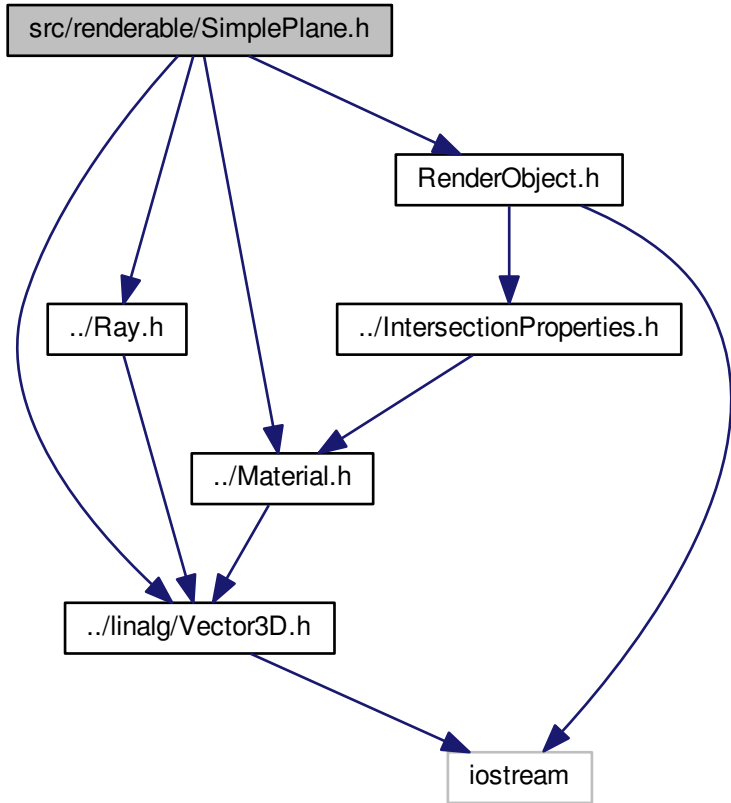 src/renderable/SimplePlane.h
RenderObject.h
../Ray.h
../IntersectionProperties.h
../Material.h
../linalg/Vector3D.h
iostream